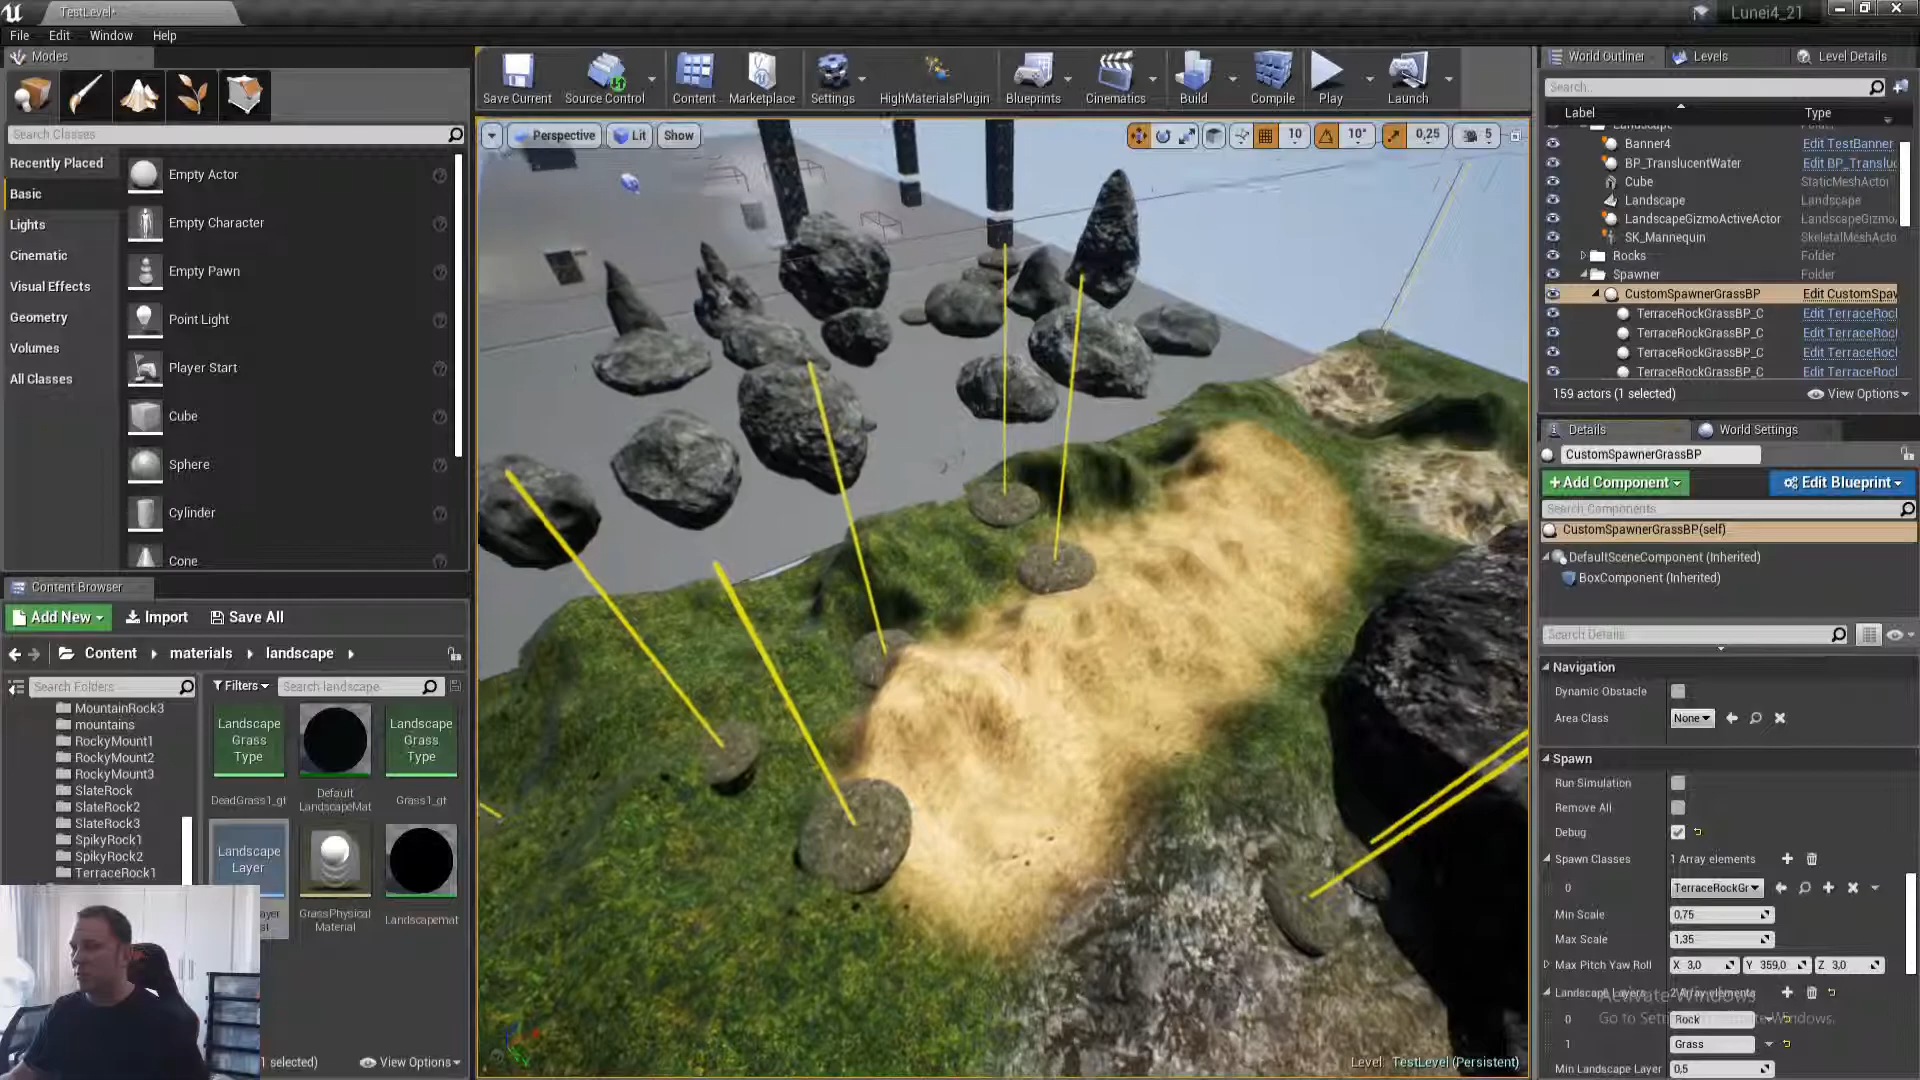 TestLevel•
Lunei4_21
File Edit Window Help
Modes
Search Classes
Recently Placed
Basic
Lights
Cinematic
Visual Effects
Geometry
Volumes
All Classes
Empty Actor
Empty Character
Empty Pawn
Point Light
Player Start
Cube
Sphere
Cylinder
Cone
Save Current Source Control Content Marketplace Settings HighMaterialsPlugin Blueprints Cinematics Build Compile Play Launch
Perspective Lit Show 10 10° 0,25 5
World Outliner Levels Level Details
Search...
Label Type
Landscape Folder
Banner4 Edit TestBanner
BP_TranslucentWater Edit BP_Transluc
Cube StaticMeshActor
Landscape Landscape
LandscapeGizmoActiveActor LandscapeGizmo
SK_Mannequin SkeletalMeshActo
Rocks Folder
Spawner Folder
CustomSpawnerGrassBP Edit CustomSpav
TerraceRockGrassBP_C Edit TerraceRocl
TerraceRockGrassBP_C Edit TerraceRocl
TerraceRockGrassBP_C Edit TerraceRocl
TerraceRockGrassBP_C Edit TerraceRocl
159 actors (1 selected) View Options
Details World Settings
CustomSpawnerGrassBP
+Add Component Edit Blueprint
Search Components
CustomSpawnerGrassBP(self)
DefaultSceneComponent (Inherited)
BoxComponent (Inherited)
Search Details
Navigation
Dynamic Obstacle
Area Class None
Spawn
Run Simulation
Remove All
Debug
Spawn Classes 1 Array elements
0 TerraceRockGr
Min Scale 0,75
Max Scale 1,35
Max Pitch Yaw Roll X 3,0 Y 359,0 Z 3,0
Landscape Layers 2 Array elements
Activate Windows
0 Rock
Go to Settings to activate Windows.
1 Grass
Min Landscape Layer 0,5
Content Browser
Add New Import Save All
Content materials landscape
Search Folders
Filters Search landscape
MountainRock3
mountains
RockyMount1
RockyMount2
RockyMount3
SlateRock
SlateRock2
SlateRock3
SpikyRock1
SpikyRock2
TerraceRock1
Landscape Grass Type
DeadGrass1_gt
Default LandscapeMat
Landscape Grass Type
Grass1_gt
Landscape Layer
GrassPhysical Material
Landscapemat
1 selected) View Options
Level: TestLevel (Persistent)